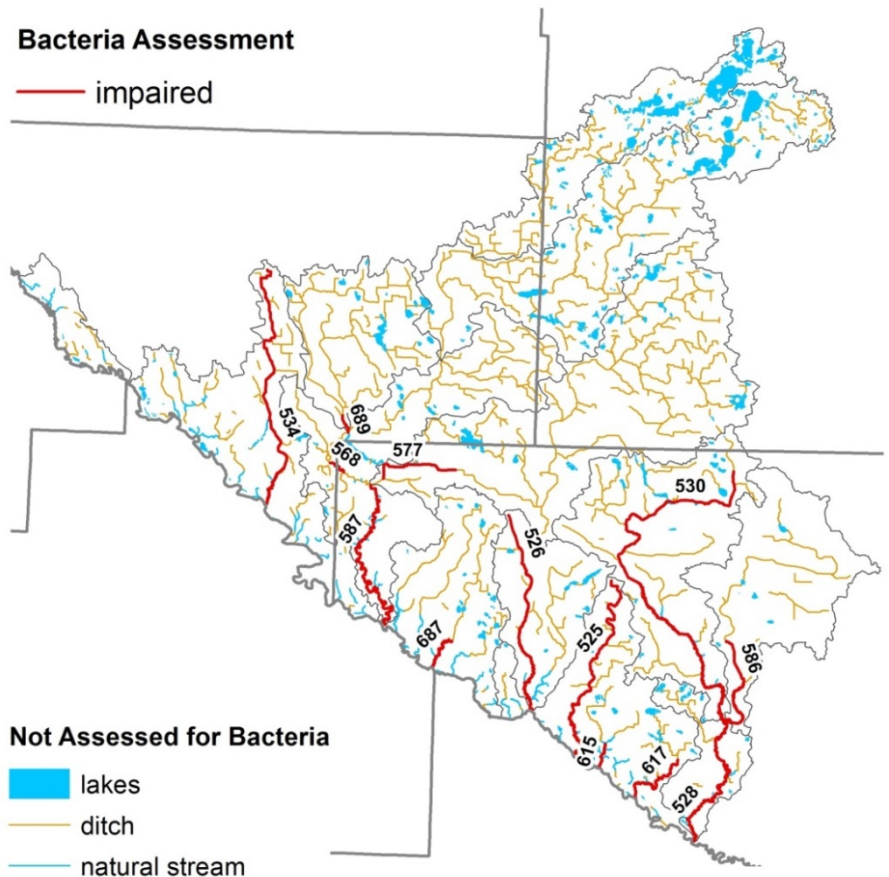 Bacteria Assessment
impaired
534
689
568
577
530
587
526
687
525
586
615
617
528
Not Assessed for Bacteria
lakes
ditch
natural stream